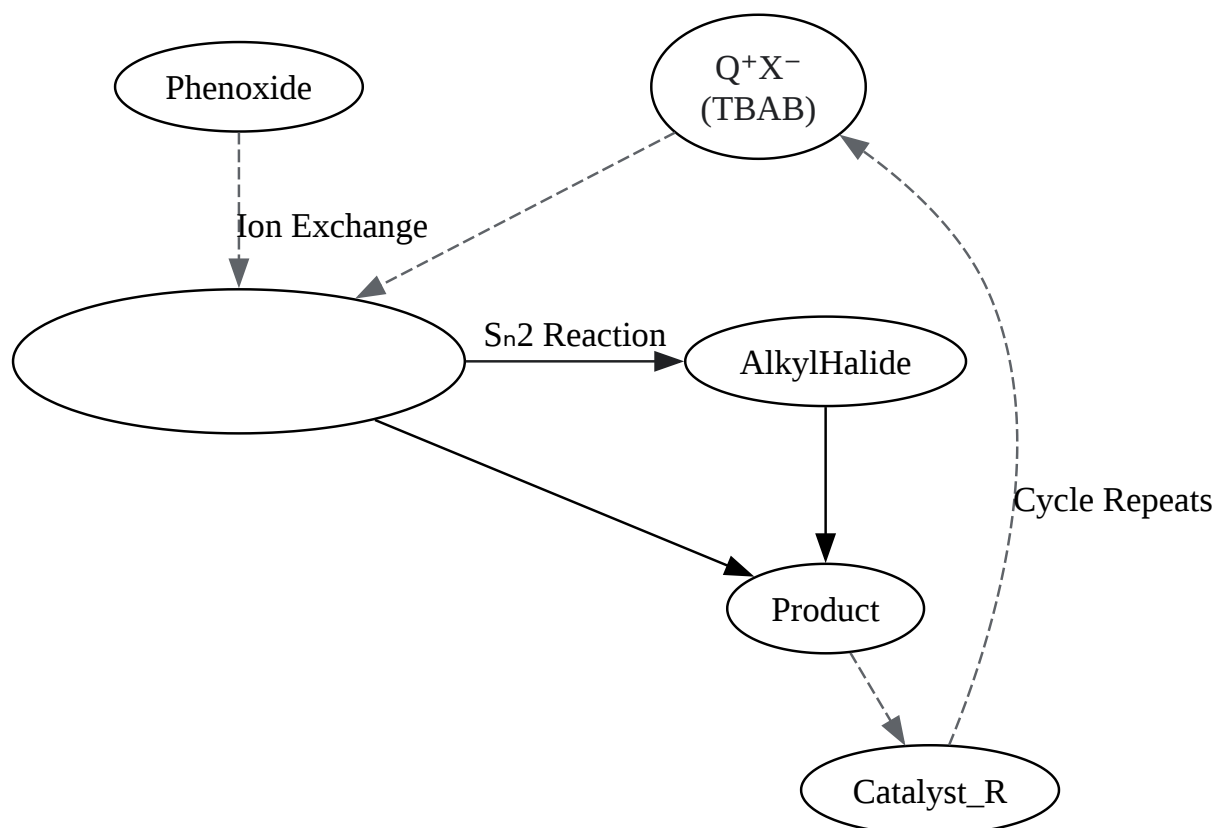 Phenoxide
Q⁺X⁻
(TBAB)
Ion Exchange
Sₙ2 Reaction
AlkylHalide
Cycle Repeats
Product
Catalyst_R